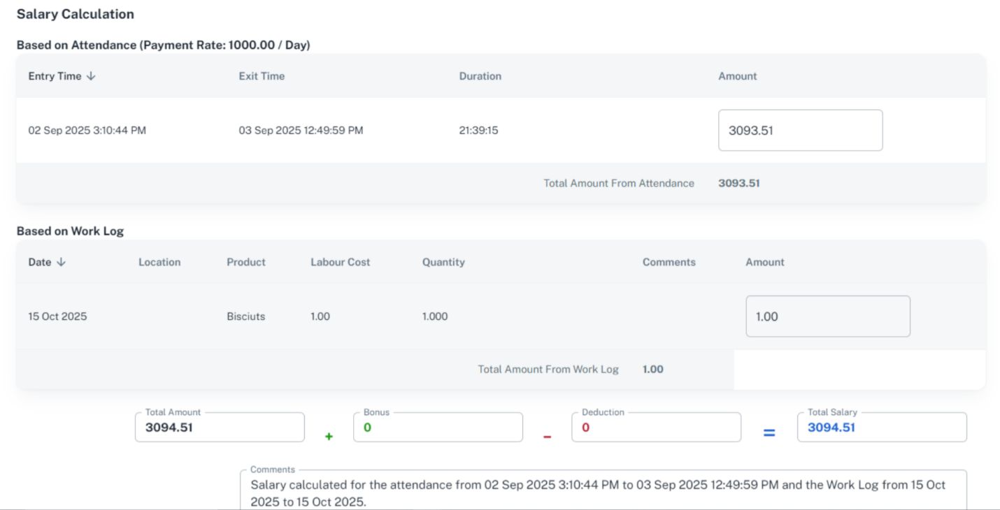 Salary Calculation
Based on Attendance (Payment Rate: 1000.00 / Day)
Entry Time ↓ Exit Time Duration Amount
02 Sep 2025 3:10:44 PM 03 Sep 2025 12:49:59 PM 21:39:15 3093.51
Total Amount From Attendance 3093.51
Based on Work Log
Date ↓ Location Product Labour Cost Quantity Comments Amount
15 Oct 2025 Bisciuts 1.00 1.000 1.00
Total Amount From Work Log 1.00
Total Amount Bonus Deduction Total Salary
3094.51 + 0 − 0 = 3094.51
Comments
Salary calculated for the attendance from 02 Sep 2025 3:10:44 PM to 03 Sep 2025 12:49:59 PM and the Work Log from 15 Oct
2025 to 15 Oct 2025.